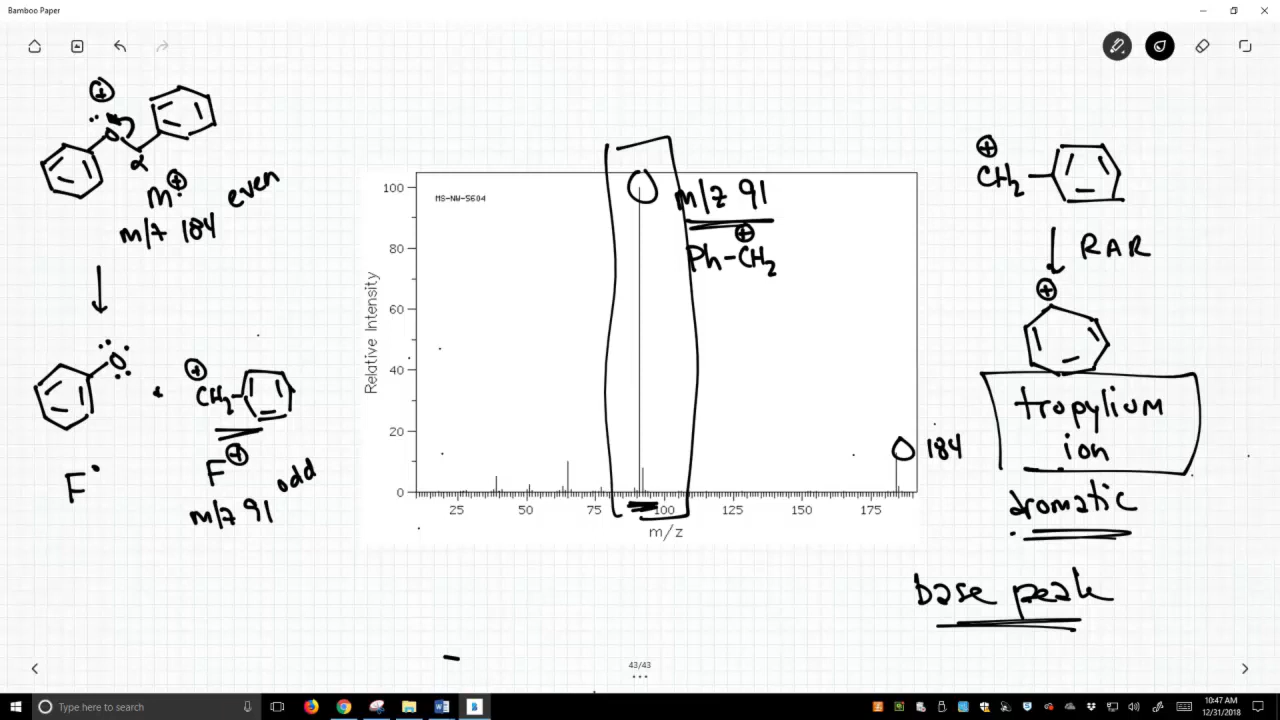 Bamboo Paper
⊕
O
α
M⊕•
even
m/z 184
O
+
⊕
CH2
F•
F⊕
odd
m/z 91
MS-NW-5604
100
80
60
40
20
0
Relative Intensity
25
50
75
100
125
150
175
m/z
m/z 91
⊕
Ph-CH2
184
⊕
CH2
RAR
⊕
tropylium
ion
aromatic
base peak
43/43
Type here to search
10:47 AM
12/31/2018